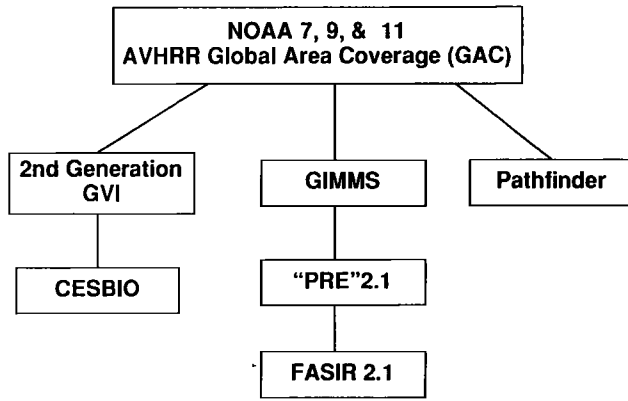 NOAA 7, 9, & 11
AVHRR Global Area Coverage (GAC)
2nd Generation
GVI
GIMMS
Pathfinder
CESBIO
“PRE”2.1
FASIR 2.1